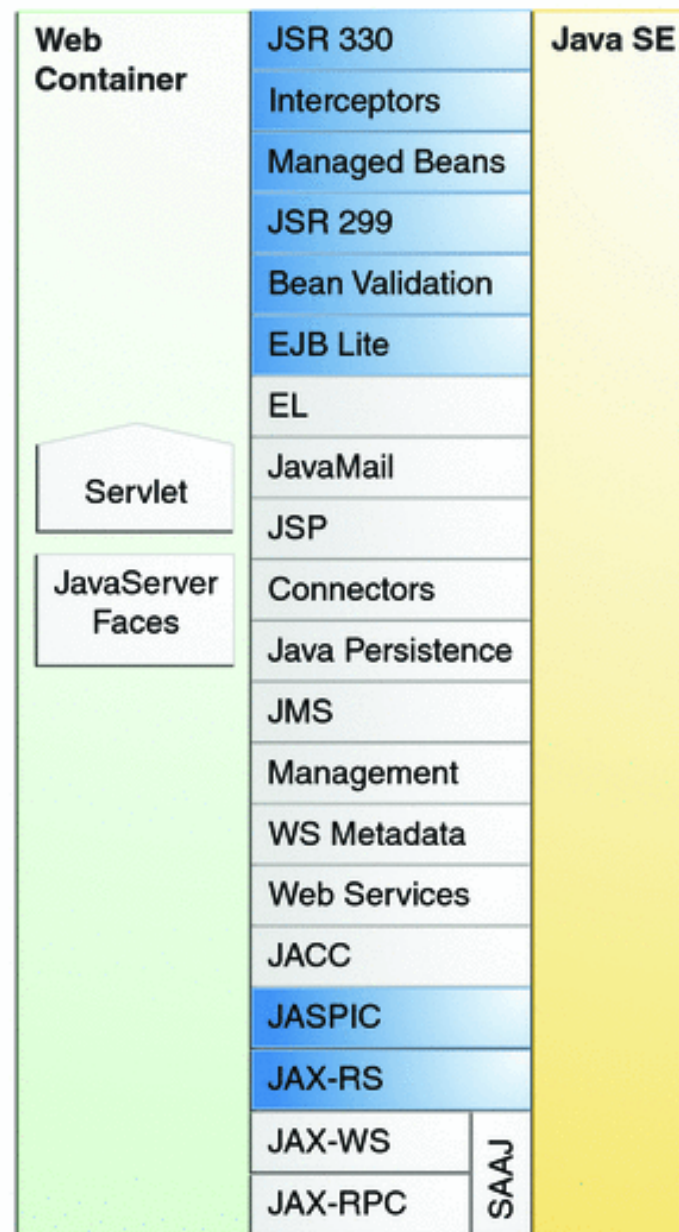 Web
Container
Servlet
JavaServer
Faces
JSR 330
Interceptors
Managed Beans
JSR 299
Bean Validation
EJB Lite
EL
JavaMail
JSP
Connectors
Java Persistence
JMS
Management
WS Metadata
Web Services
JACC
JASPIC
JAX-RS
JAX-WS
JAX-RPC
SAAJ
Java SE